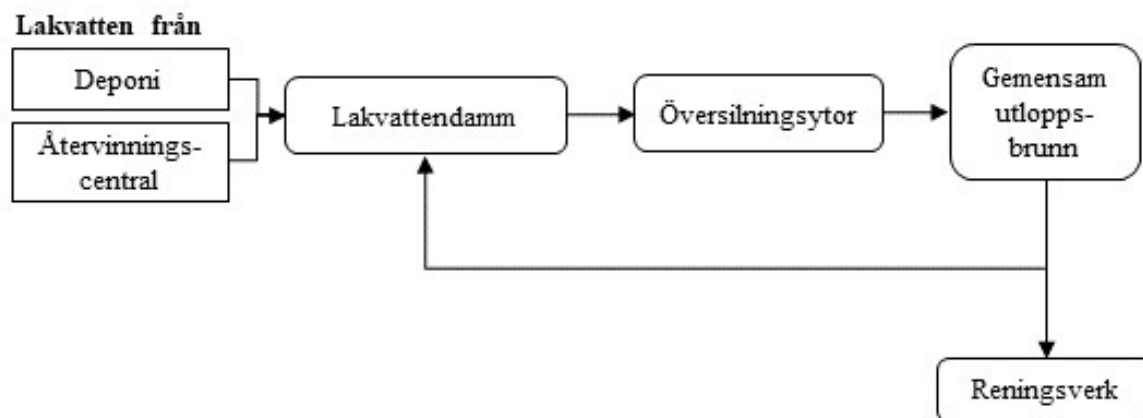 Lakvatten från
Deponi
Återvinnings-
central
Lakvattendamm
Översilningsytor
Gemensam
utlopps-
brunn
Reningsverk